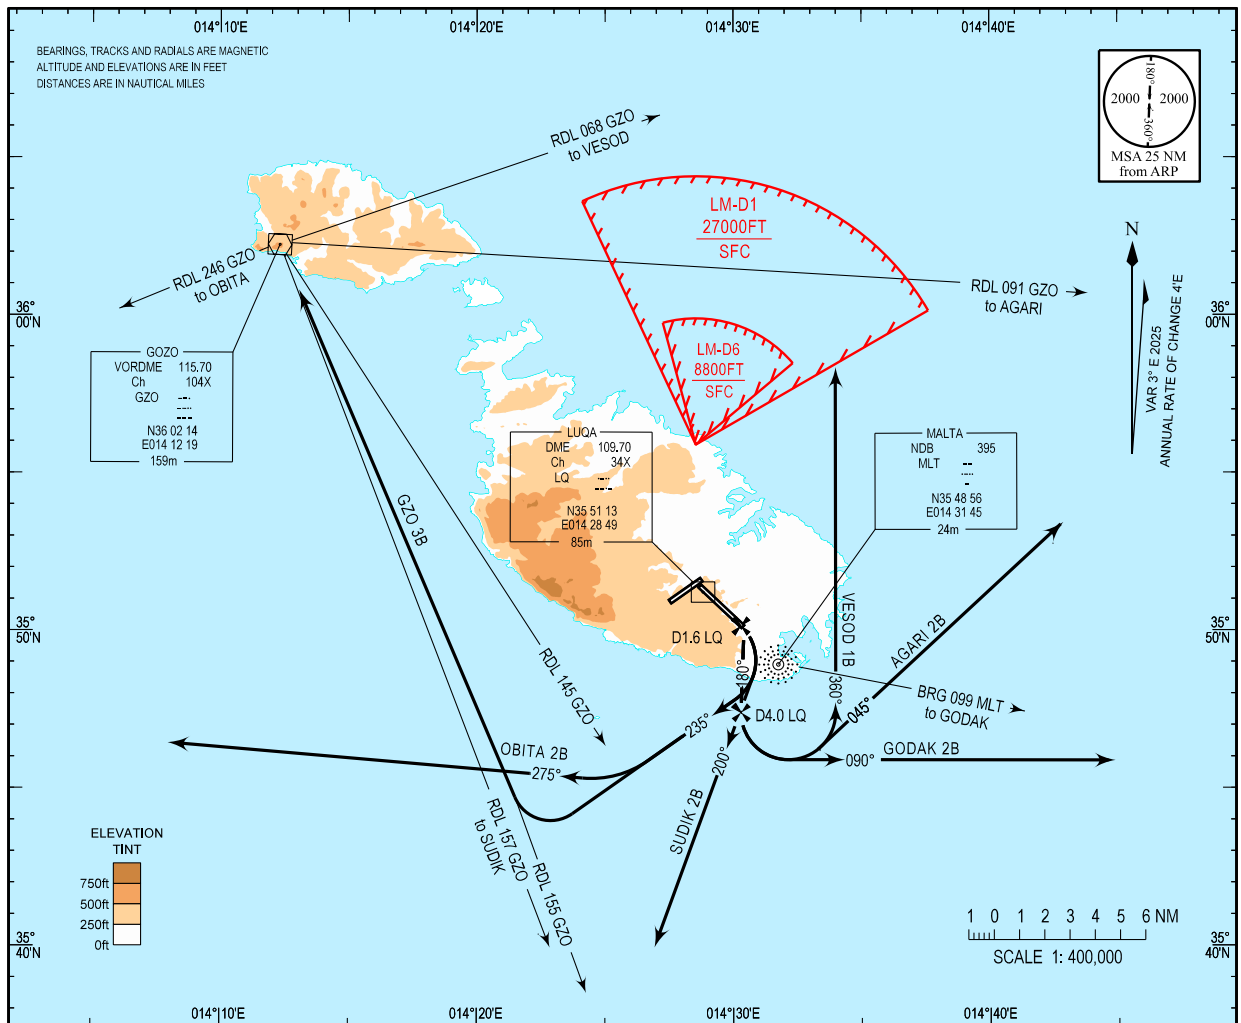 014°10'E
014°20'E
014°30'E
014°40'E
BEARINGS, TRACKS AND RADIALS ARE MAGNETIC
ALTITUDE AND ELEVATIONS ARE IN FEET
DISTANCES ARE IN NAUTICAL MILES
180°
2000
2000
360°
MSA 25 NM
from ARP
RDL 068 GZO
to VESOD
LM-D1
27000FT
SFC
N
RDL 246 GZO
to OBITA
RDL 091 GZO
to AGARI
VAR 3° E 2025
ANNUAL RATE OF CHANGE 4'E
36°
00'N
36°
00'N
GOZO
VORDME 115.70
Ch 104X
GZO
N36 02 14
E014 12 19
159m
LM-D6
8800FT
SFC
LUQA
DME 109.70
Ch 34X
LQ
N35 51 13
E014 28 49
85m
MALTA
NDB 395
MLT
N35 48 56
E014 31 45
24m
GZO 3B
VESOD 1B
360°
AGARI 2B
045°
35°
50'N
35°
50'N
D1.6 LQ
180°
RDL 145 GZO
BRG 099 MLT
to GODAK
D4.0 LQ
235°
OBITA 2B
275°
200°
SUDIK 2B
090°
GODAK 2B
RDL 157 GZO
to SUDIK
RDL 155 GZO
ELEVATION
TINT
750ft
500ft
250ft
0ft
35°
40'N
35°
40'N
1 0 1 2 3 4 5 6 NM
SCALE 1: 400,000
014°10'E
014°20'E
014°30'E
014°40'E